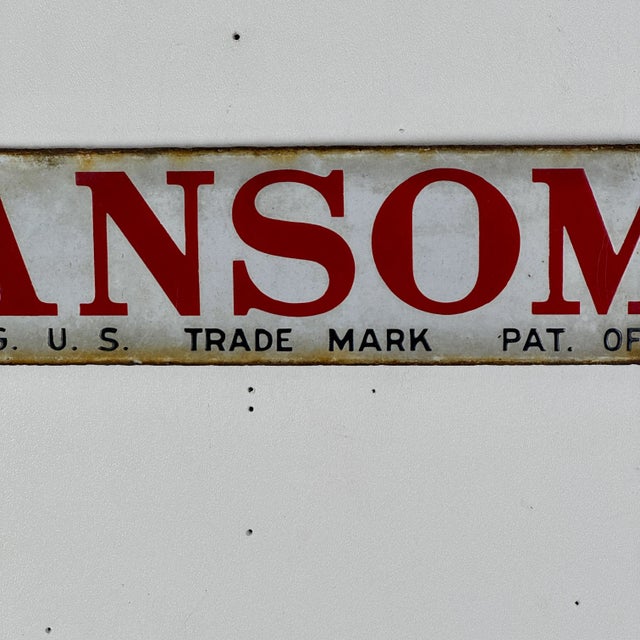 ANSOM
G. U. S. TRADE MARK PAT. OF